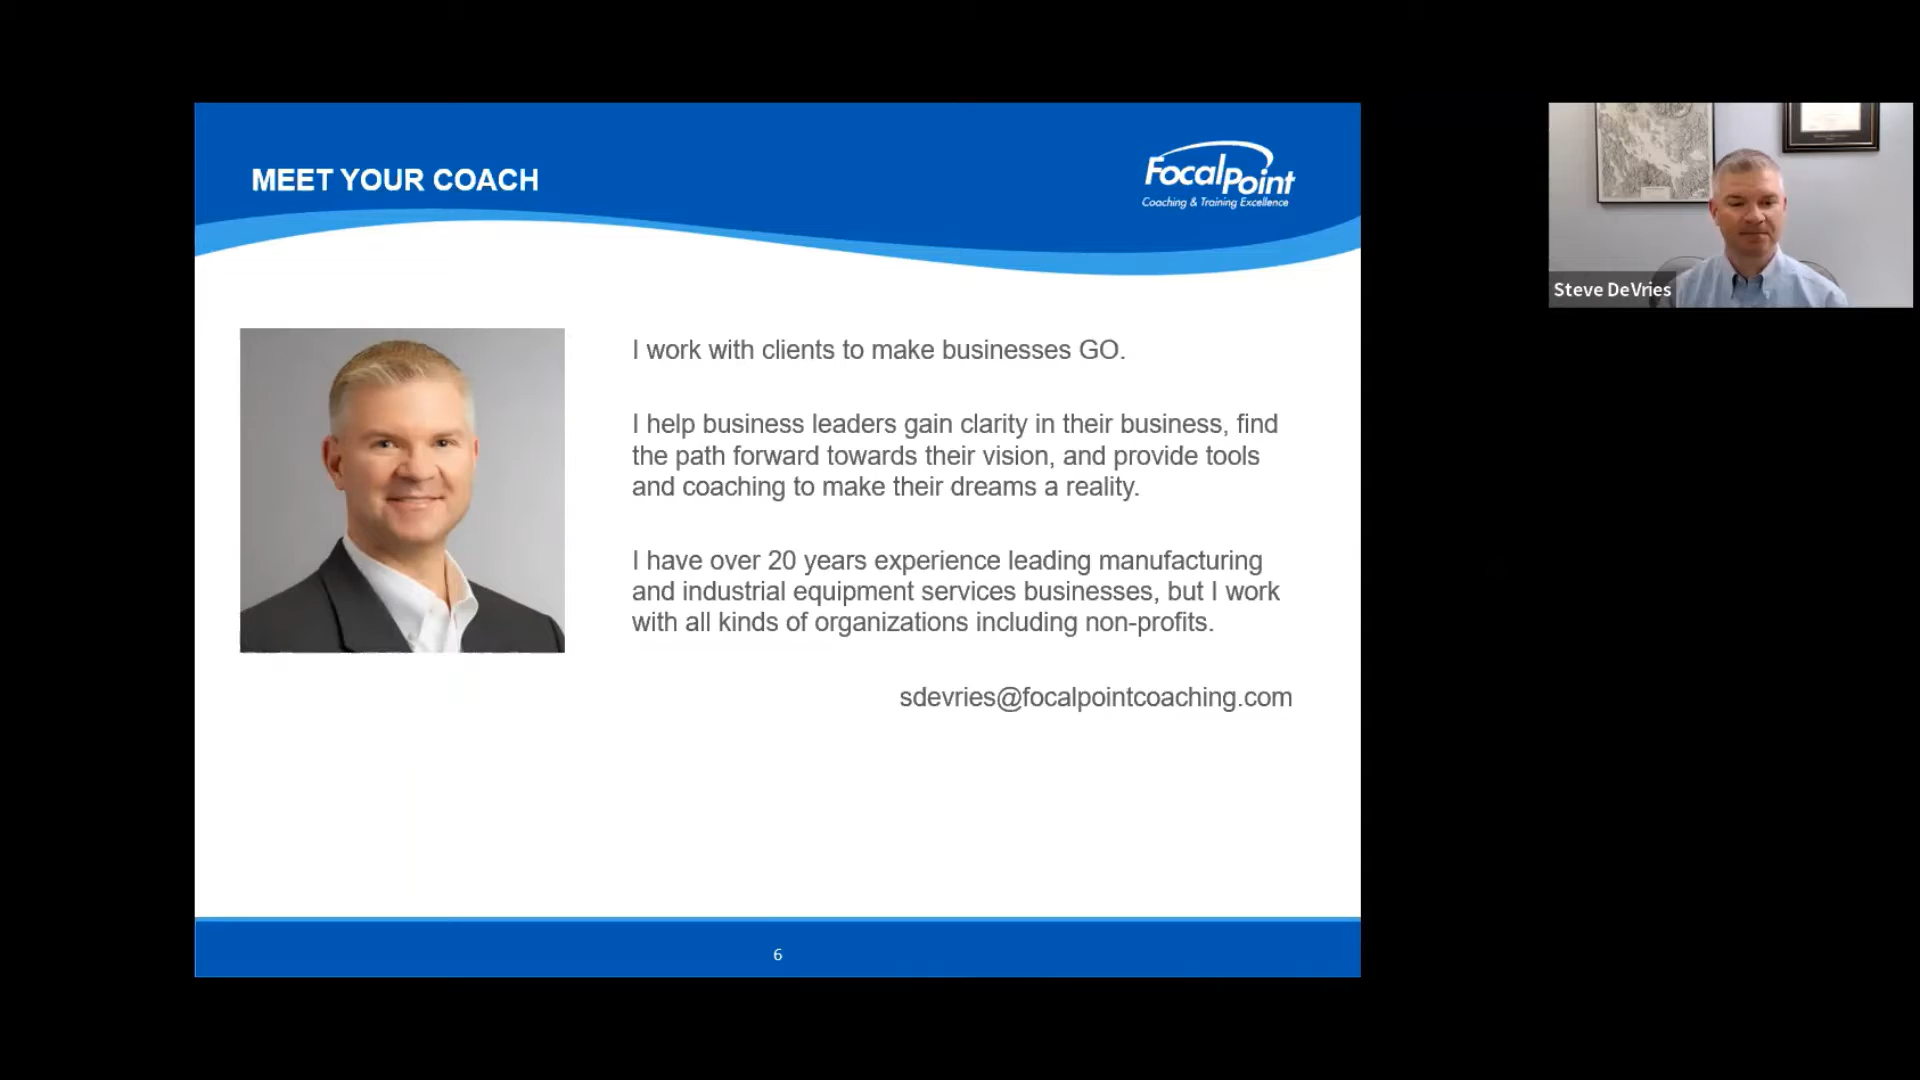 MEET YOUR COACH
FocalPoint
Coaching & Training Excellence
I work with clients to make businesses GO.
I help business leaders gain clarity in their business, find
the path forward towards their vision, and provide tools
and coaching to make their dreams a reality.
I have over 20 years experience leading manufacturing
and industrial equipment services businesses, but I work
with all kinds of organizations including non-profits.
sdevries@focalpointcoaching.com
6
Steve DeVries